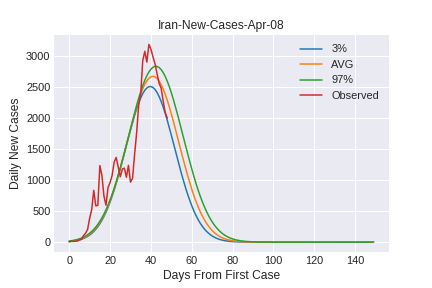 Iran-New-Cases-Apr-08
Daily New Cases
3000
2500
2000
1500
1000
500
0
3%
AVG
97%
Observed
0 20 40 60 80 100 120 140
Days From First Case